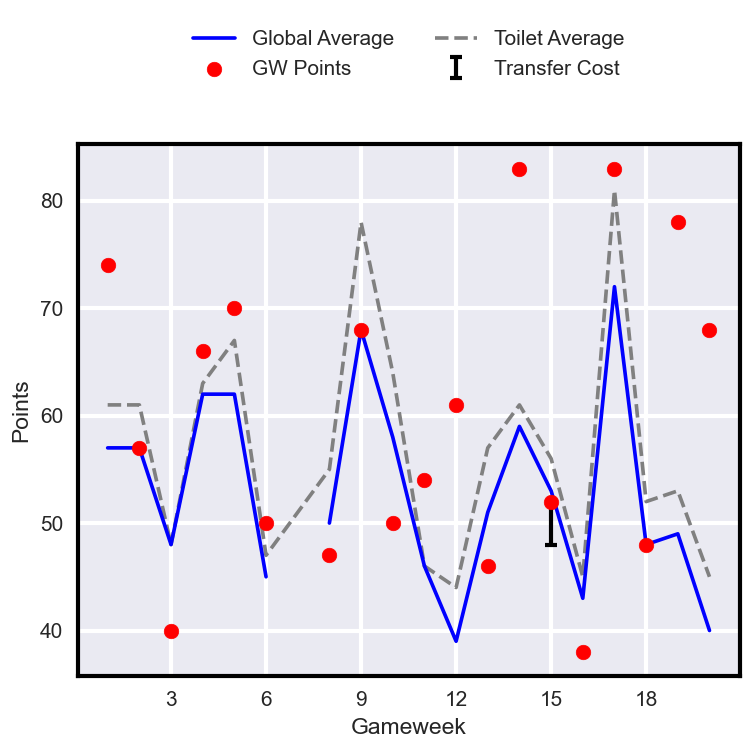 Global Average
Toilet Average
GW Points
Transfer Cost
80
70
60
50
40
Points
3 6 9 12 15 18
Gameweek